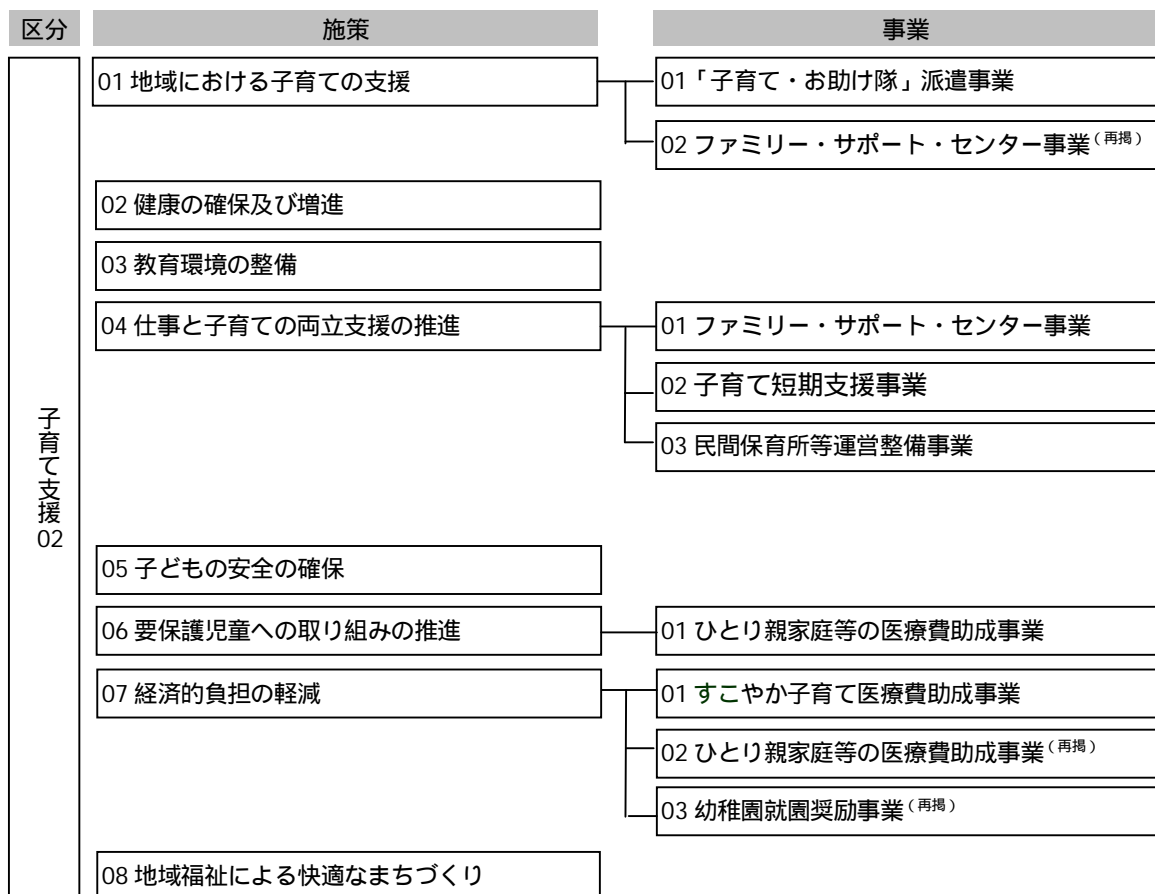 区分 施策 事業
子育て支援02
01 地域における子育ての支援
01「子育て・お助け隊」派遣事業
02 ファミリー・サポート・センター事業(再掲)
02 健康の確保及び増進
03 教育環境の整備
04 仕事と子育ての両立支援の推進
01 ファミリー・サポート・センター事業
02 子育て短期支援事業
03 民間保育所等運営整備事業
05 子どもの安全の確保
06 要保護児童への取り組みの推進
01 ひとり親家庭等の医療費助成事業
07 経済的負担の軽減
01 すこやか子育て医療費助成事業
02 ひとり親家庭等の医療費助成事業(再掲)
03 幼稚園就園奨励事業(再掲)
08 地域福祉による快適なまちづくり